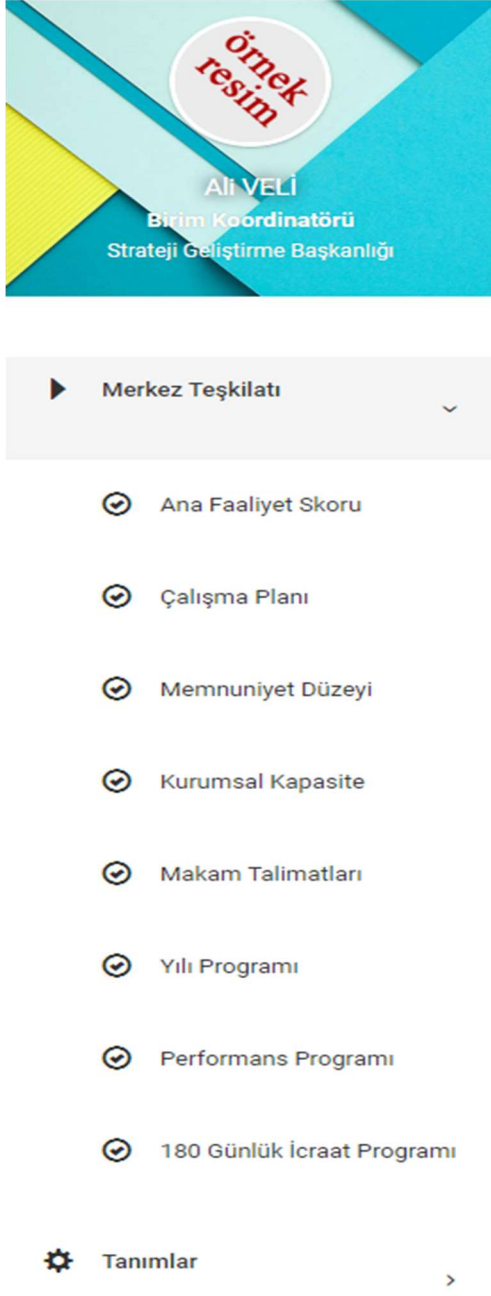 örnek
resim
Ali VELİ
Birim Koordinatörü
Strateji Geliştirme Başkanlığı
Merkez Teşkilatı
Ana Faaliyet Skoru
Çalışma Planı
Memnuniyet Düzeyi
Kurumsal Kapasite
Makam Talimatları
Yılı Programı
Performans Programı
180 Günlük İcraat Programı
Tanımlar